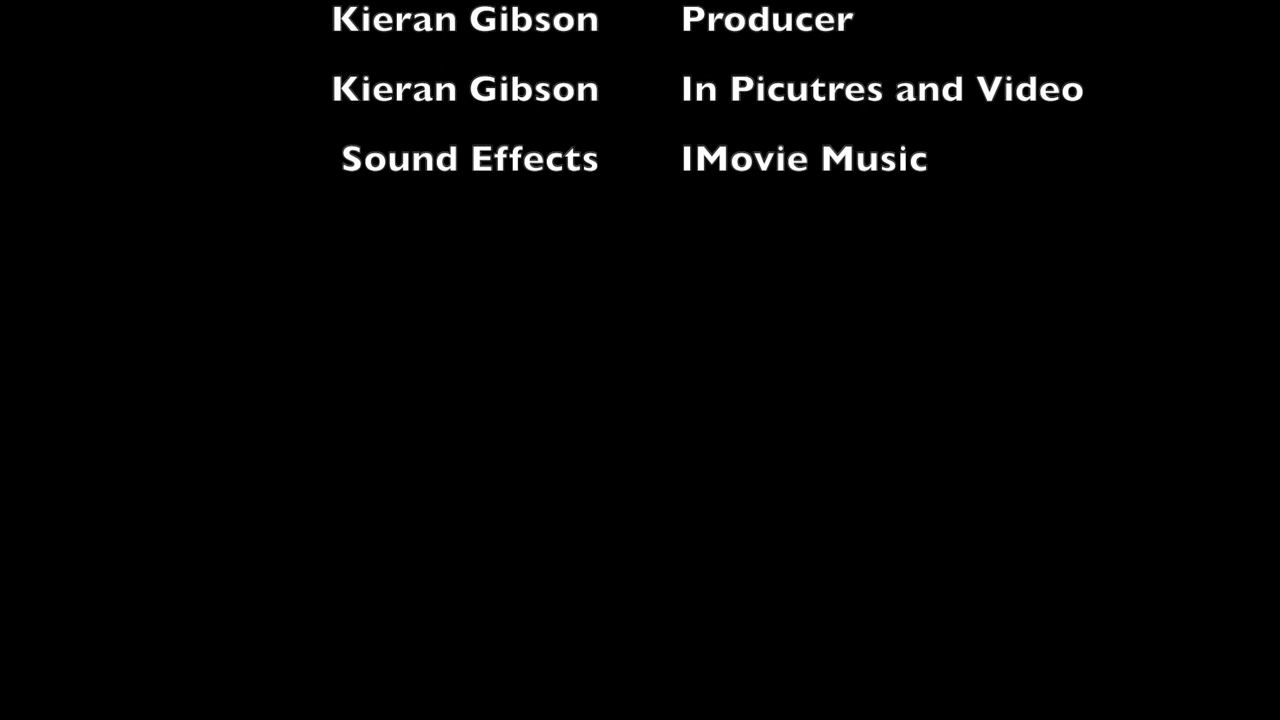 Kieran Gibson Producer
Kieran Gibson In Picutres and Video
Sound Effects IMovie Music